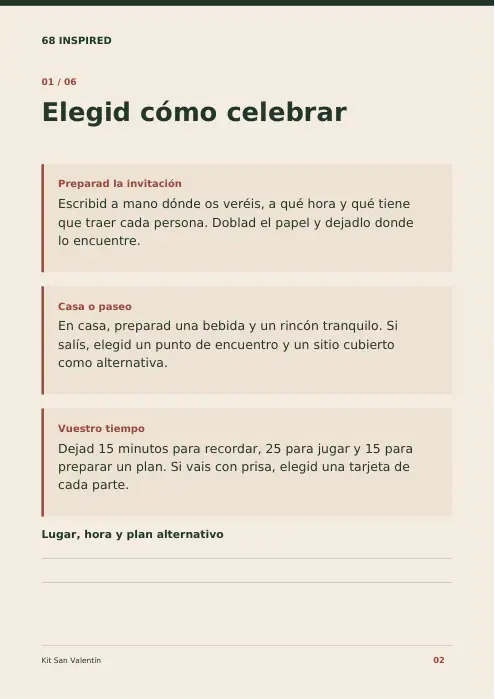 68 INSPIRED
01 / 06
Elegid cómo celebrar
Preparad la invitación
Escribid a mano dónde os veréis, a qué hora y qué tiene
que traer cada persona. Doblad el papel y dejadlo donde
lo encuentre.
Casa o paseo
En casa, preparad una bebida y un rincón tranquilo. Si
salís, elegid un punto de encuentro y un sitio cubierto
como alternativa.
Vuestro tiempo
Dejad 15 minutos para recordar, 25 para jugar y 15 para
preparar un plan. Si vais con prisa, elegid una tarjeta de
cada parte.
Lugar, hora y plan alternativo
Kit San Valentín
02